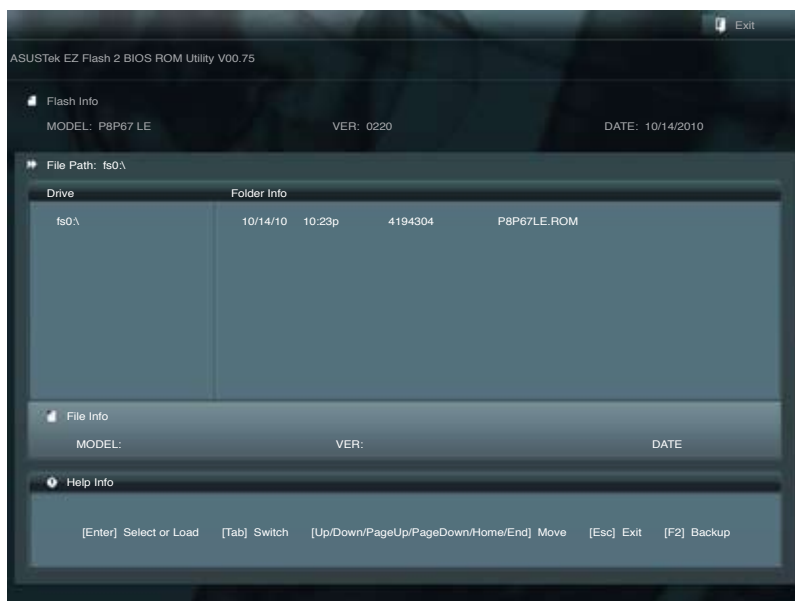 Exit
ASUSTek EZ Flash 2 BIOS ROM Utility V00.75
Flash Info
MODEL: P8P67 LE VER: 0220 DATE: 10/14/2010
File Path: fs0:\
Drive Folder Info
fs0:\ 10/14/10 10:23p 4194304 P8P67LE.ROM
File Info
MODEL: VER: DATE
Help Info
[Enter] Select or Load [Tab] Switch [Up/Down/PageUp/PageDown/Home/End] Move [Esc] Exit [F2] Backup